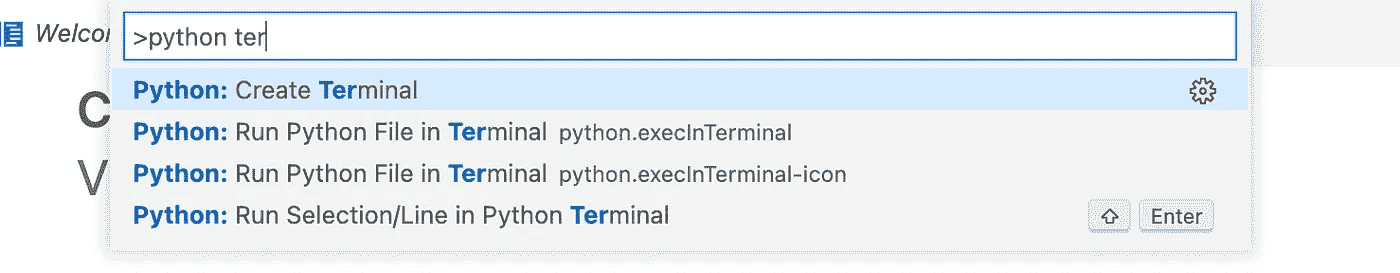 >python ter
Python: Create Terminal
Python: Run Python File in Terminal python.execInTerminal
Python: Run Python File in Terminal python.execInTerminal-icon
Python: Run Selection/Line in Python Terminal ⇧ Enter